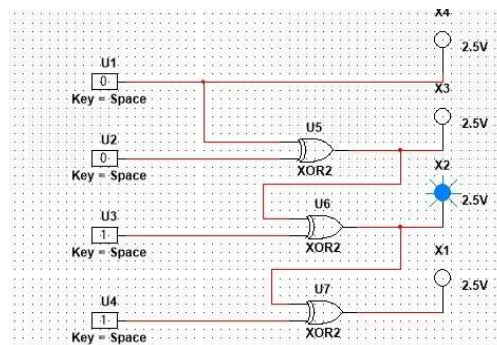 X4
2.5V
U1
0
Key = Space
X3
2.5V
U2
0
Key = Space
U5
XOR2
X2
2.5V
U3
1
Key = Space
U6
XOR2
X1
2.5V
U4
1
Key = Space
U7
XOR2